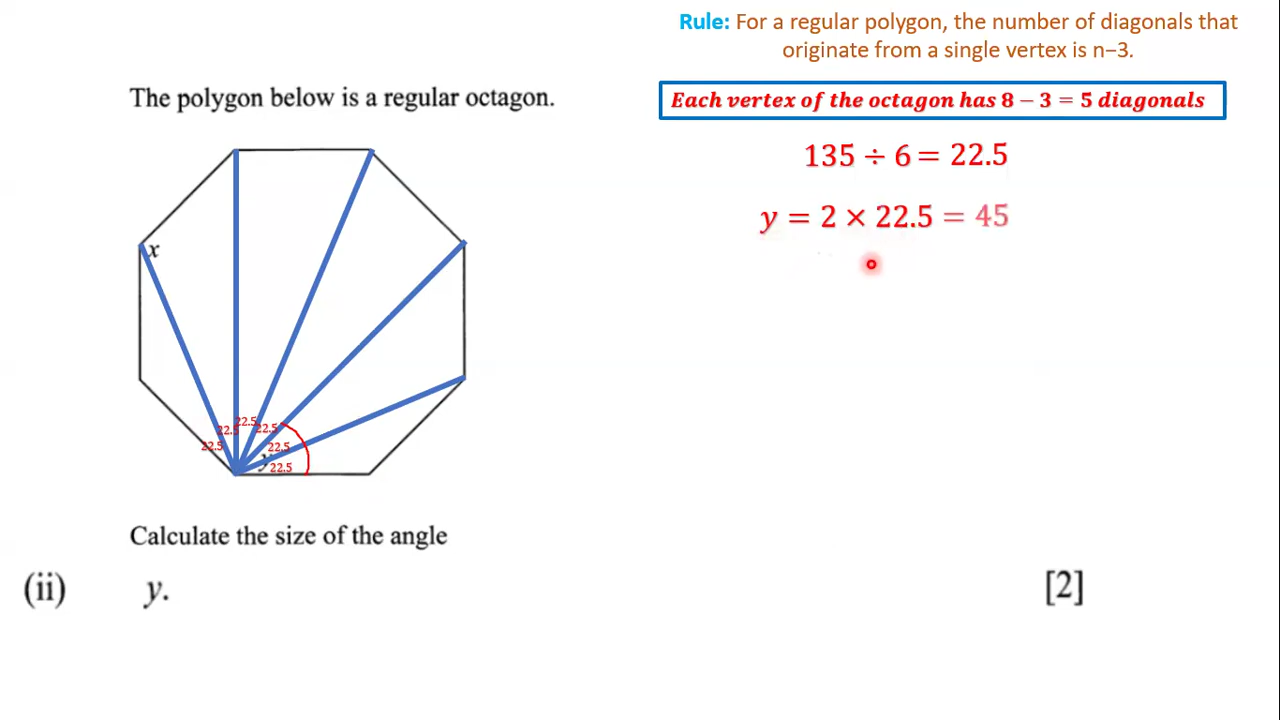 Rule: For a regular polygon, the number of diagonals that
originate from a single vertex is n−3.
The polygon below is a regular octagon.
Each vertex of the octagon has 8 − 3 = 5 diagonals
135 ÷ 6 = 22.5
y = 2 × 22.5 = 45
x
22.5
22.5
22.5
22.5
22.5
y
22.5
Calculate the size of the angle
(ii) y. [2]